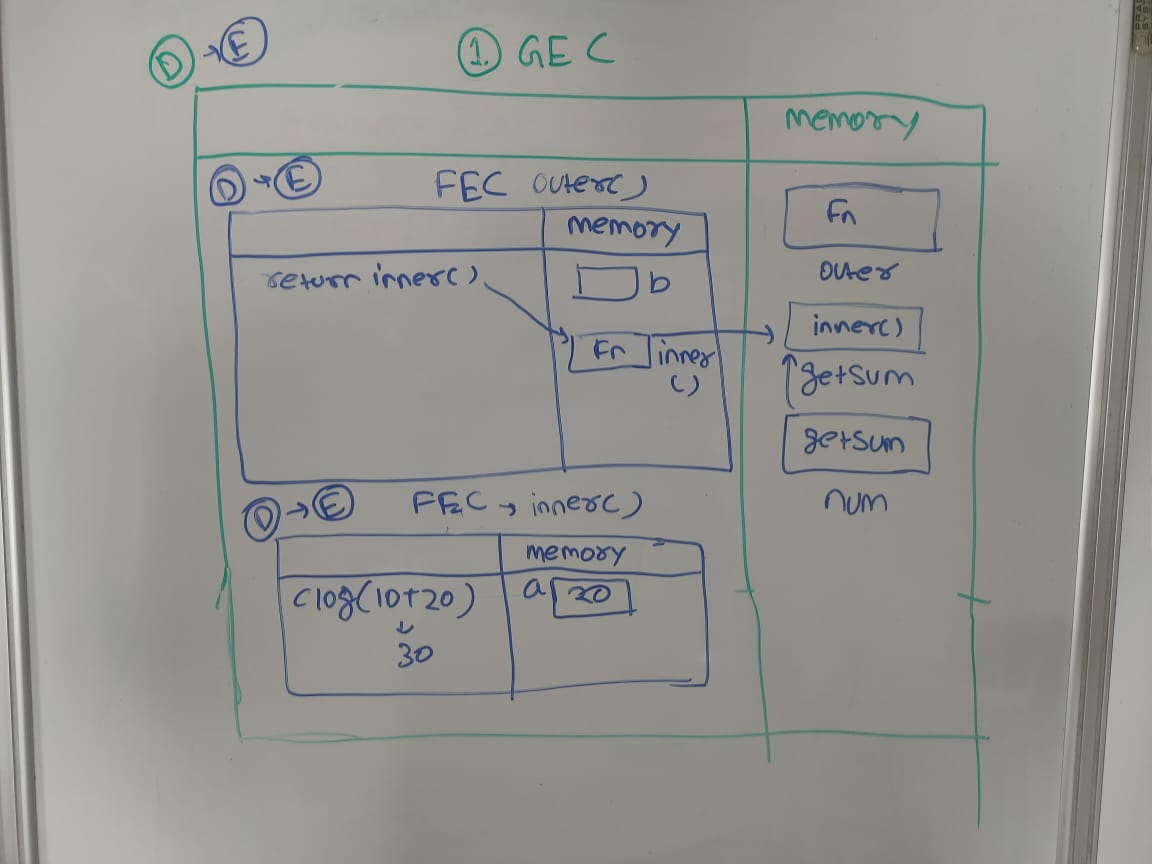 D → E
① GEC
memory
D → E FEC outer()
memory
return inner()
b
Fn inner
()
Fn
outer
inner()
getsum
getsum
num
D → E FEC → inner()
memory
clog(10+20)
30
a 20